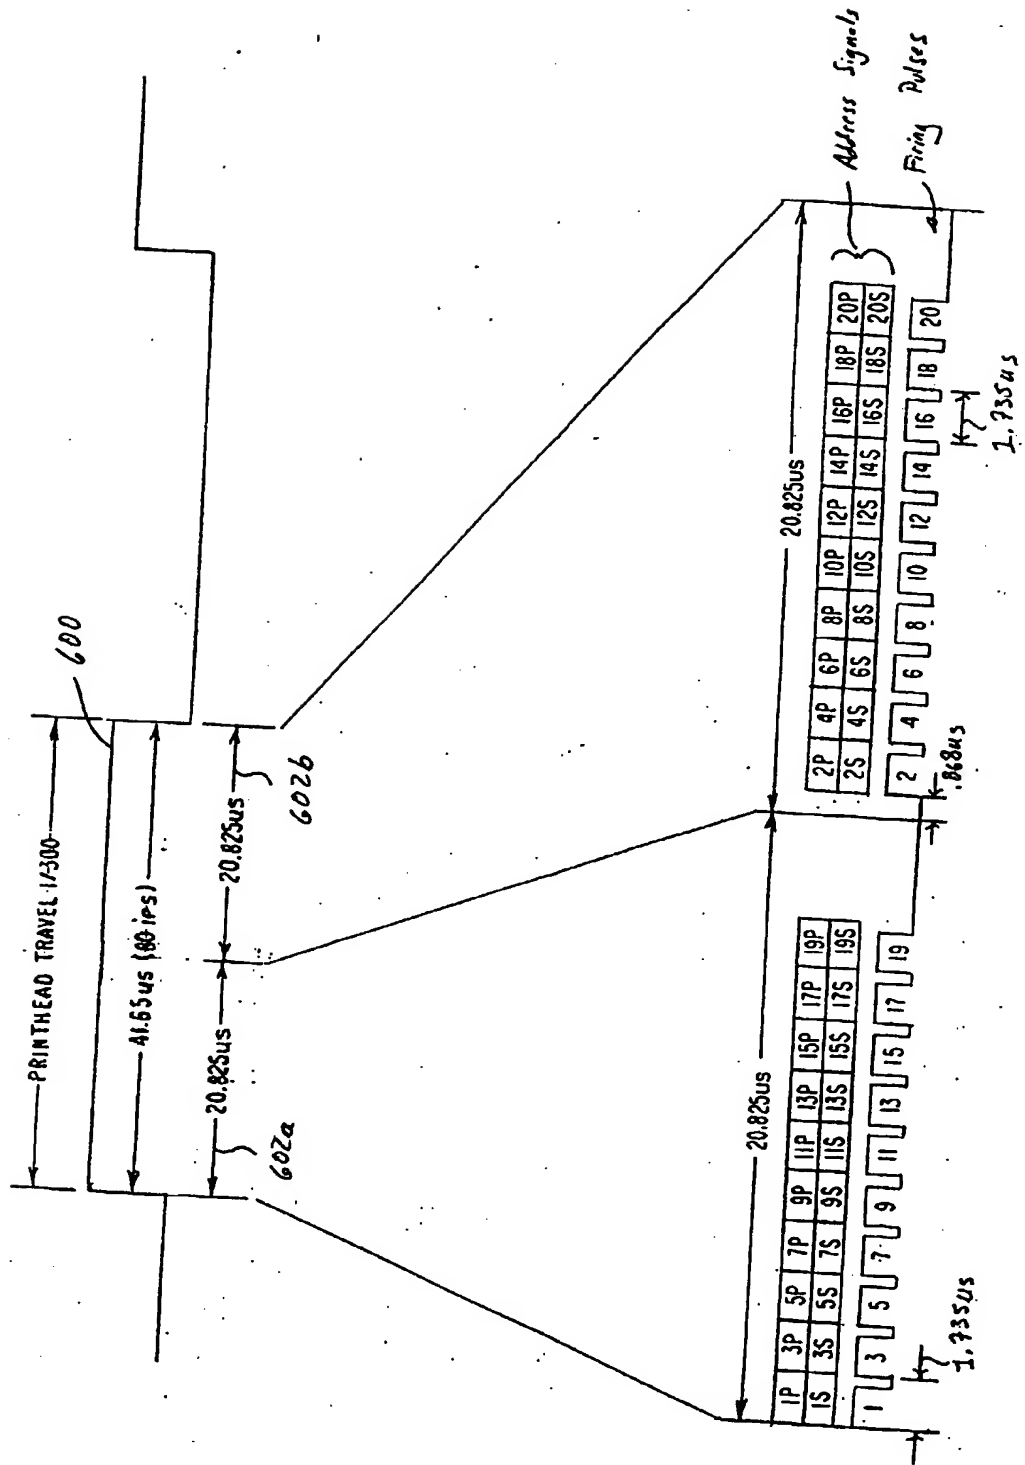 PRINTHEAD TRAVEL 1/300
600
41.65us (80 ips)
20.825us
20.825us
602a
602b
20.825us
20.825us
1P 3P 5P 7P 9P 11P 13P 15P 17P 19P
1S 3S 5S 7S 9S 11S 13S 15S 17S 19S
1 3 5 7 9 11 13 15 17 19
1.735us
2P 4P 6P 8P 10P 12P 14P 16P 18P 20P
2S 4S 6S 8S 10S 12S 14S 16S 18S 20S
2 4 6 8 10 12 14 16 18 20
.868us
1.735us
Address Signals
Firing Pulses